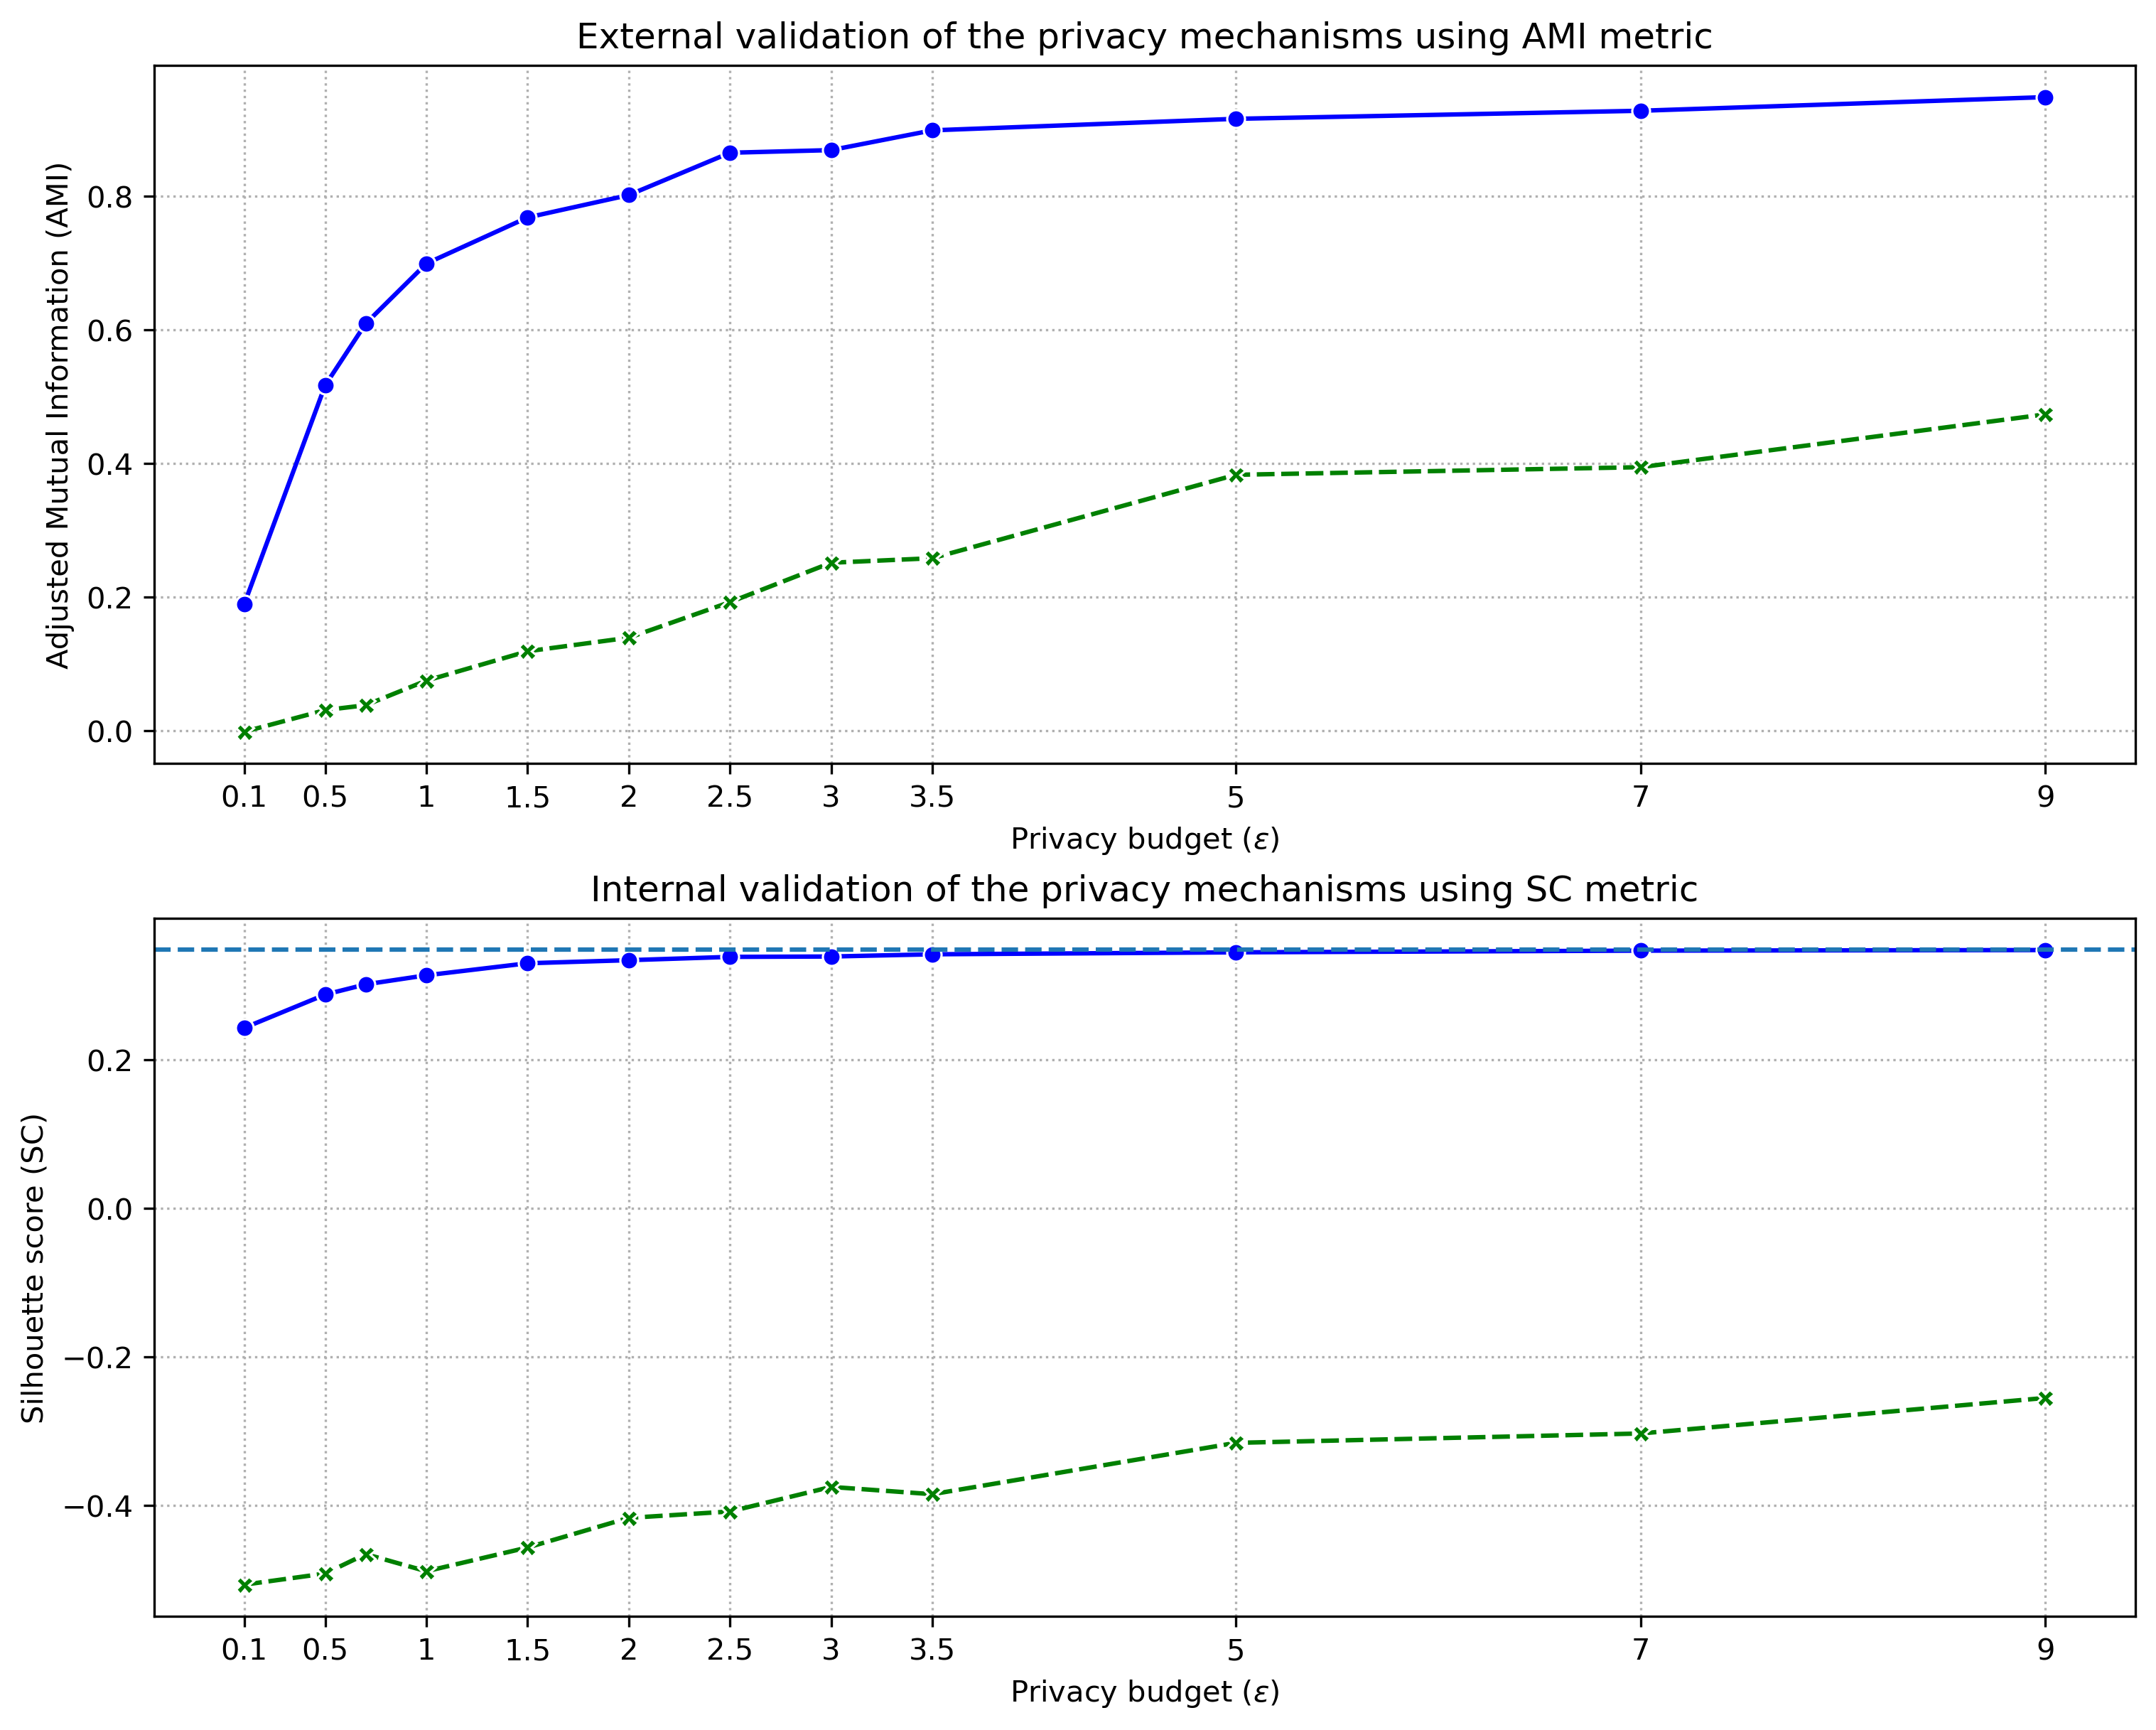 External validation of the privacy mechanisms using AMI metric
Adjusted Mutual Information (AMI)
0.8
0.6
0.4
0.2
0.0
0.1 0.5 1 1.5 2 2.5 3 3.5 5 7 9
Privacy budget (ε)
Internal validation of the privacy mechanisms using SC metric
Silhouette score (SC)
0.2
0.0
−0.2
−0.4
0.1 0.5 1 1.5 2 2.5 3 3.5 5 7 9
Privacy budget (ε)